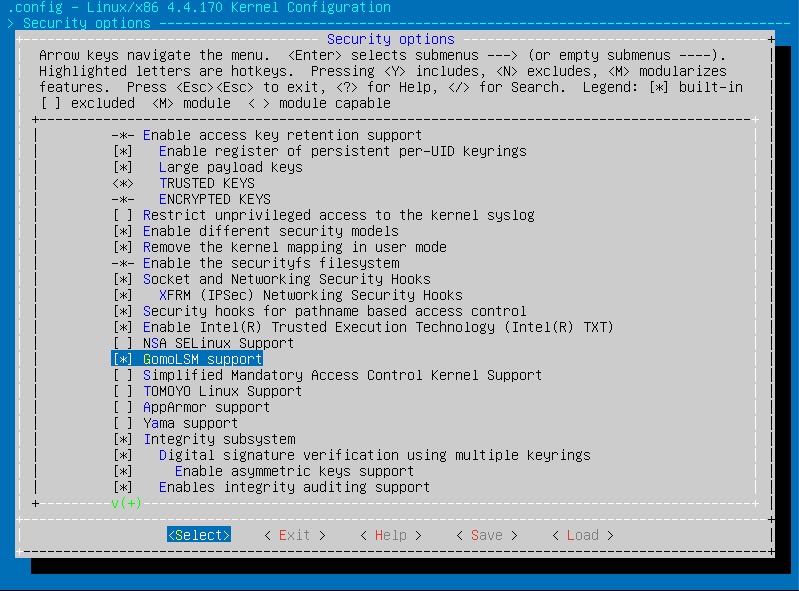 .config - Linux/x86 4.4.170 Kernel Configuration
> Security options
Security options
Arrow keys navigate the menu.  <Enter> selects submenus ---> (or empty submenus ----).
Highlighted letters are hotkeys.  Pressing <Y> includes, <N> excludes, <M> modularizes
features.  Press <Esc><Esc> to exit, <?> for Help, </> for Search.  Legend: [*] built-in
[ ] excluded  <M> module  < > module capable
-*- Enable access key retention support
[*]   Enable register of persistent per-UID keyrings
[*]   Large payload keys
<*>   TRUSTED KEYS
-*-   ENCRYPTED KEYS
[ ] Restrict unprivileged access to the kernel syslog
[*] Enable different security models
[*] Remove the kernel mapping in user mode
-*- Enable the securityfs filesystem
[*] Socket and Networking Security Hooks
[*]   XFRM (IPSec) Networking Security Hooks
[*] Security hooks for pathname based access control
[*] Enable Intel(R) Trusted Execution Technology (Intel(R) TXT)
[ ] NSA SELinux Support
[*] GomoLSM support
[ ] Simplified Mandatory Access Control Kernel Support
[ ] TOMOYO Linux Support
[ ] AppArmor support
[ ] Yama support
[*] Integrity subsystem
[*]   Digital signature verification using multiple keyrings
[*]     Enable asymmetric keys support
[*]   Enables integrity auditing support
v(+)
<Select>    < Exit >    < Help >    < Save >    < Load >